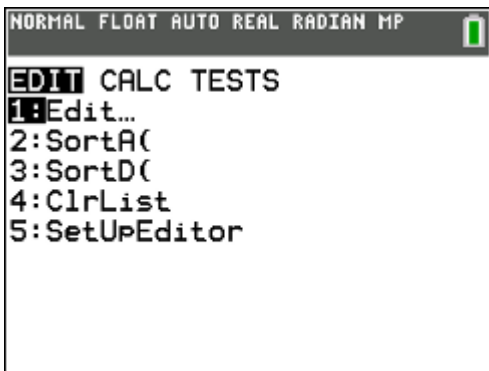 NORMAL FLOAT AUTO REAL RADIAN MP
EDIT CALC TESTS
1:Edit…
2:SortA(
3:SortD(
4:ClrList
5:SetUpEditor